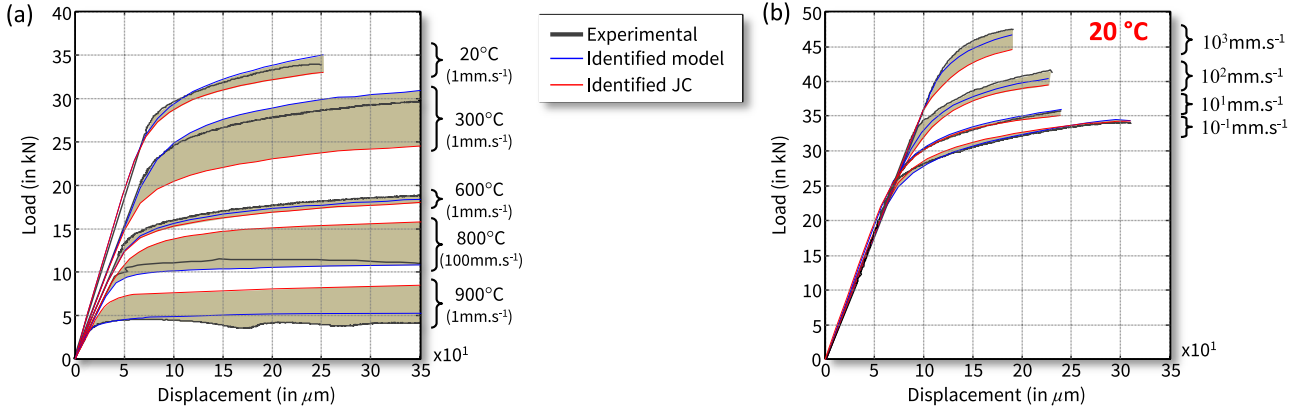 (a)
40
35
30
25
20
15
10
5
0
Load (in kN)
0 5 10 15 20 25 30 35
x10¹
Displacement (in μm)
20°C
(1mm.s⁻¹)
300°C
(1mm.s⁻¹)
600°C
(1mm.s⁻¹)
800°C
(100mm.s⁻¹)
900°C
(1mm.s⁻¹)
Experimental
Identified model
Identified JC
(b)
20 °C
50
45
40
35
30
25
20
15
10
5
0
Load (in kN)
0 5 10 15 20 25 30 35
x10¹
Displacement (in μm)
10³mm.s⁻¹
10²mm.s⁻¹
10¹mm.s⁻¹
10⁻¹mm.s⁻¹